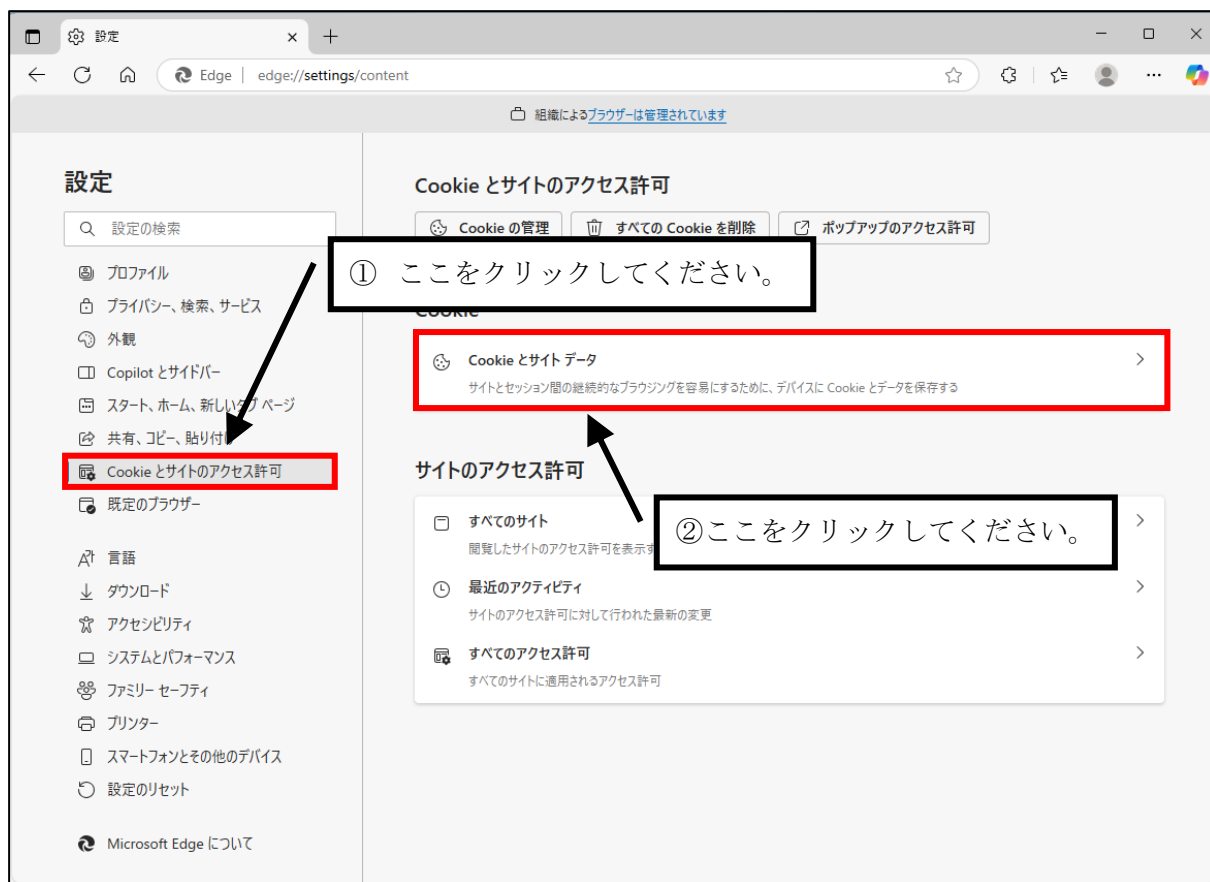 設定
Edge edge://settings/content
組織によるブラウザーは管理されています
設定
設定の検索
プロファイル
プライバシー、検索、サービス
外観
Copilot とサイドバー
スタート、ホーム、新しいタブ ページ
共有、コピー、貼り付け
Cookie とサイトのアクセス許可
既定のブラウザー
言語
ダウンロード
アクセシビリティ
システムとパフォーマンス
ファミリー セーフティ
プリンター
スマートフォンとその他のデバイス
設定のリセット
Microsoft Edge について
Cookie とサイトのアクセス許可
Cookie の管理
すべての Cookie を削除
ポップアップのアクセス許可
① ここをクリックしてください。
Cookie
Cookie とサイト データ
サイトとセッション間の継続的なブラウジングを容易にするために、デバイスに Cookie とデータを保存する
サイトのアクセス許可
すべてのサイト
閲覧したサイトのアクセス許可を表示す
②ここをクリックしてください。
最近のアクティビティ
サイトのアクセス許可に対して行われた最新の変更
すべてのアクセス許可
すべてのサイトに適用されるアクセス許可